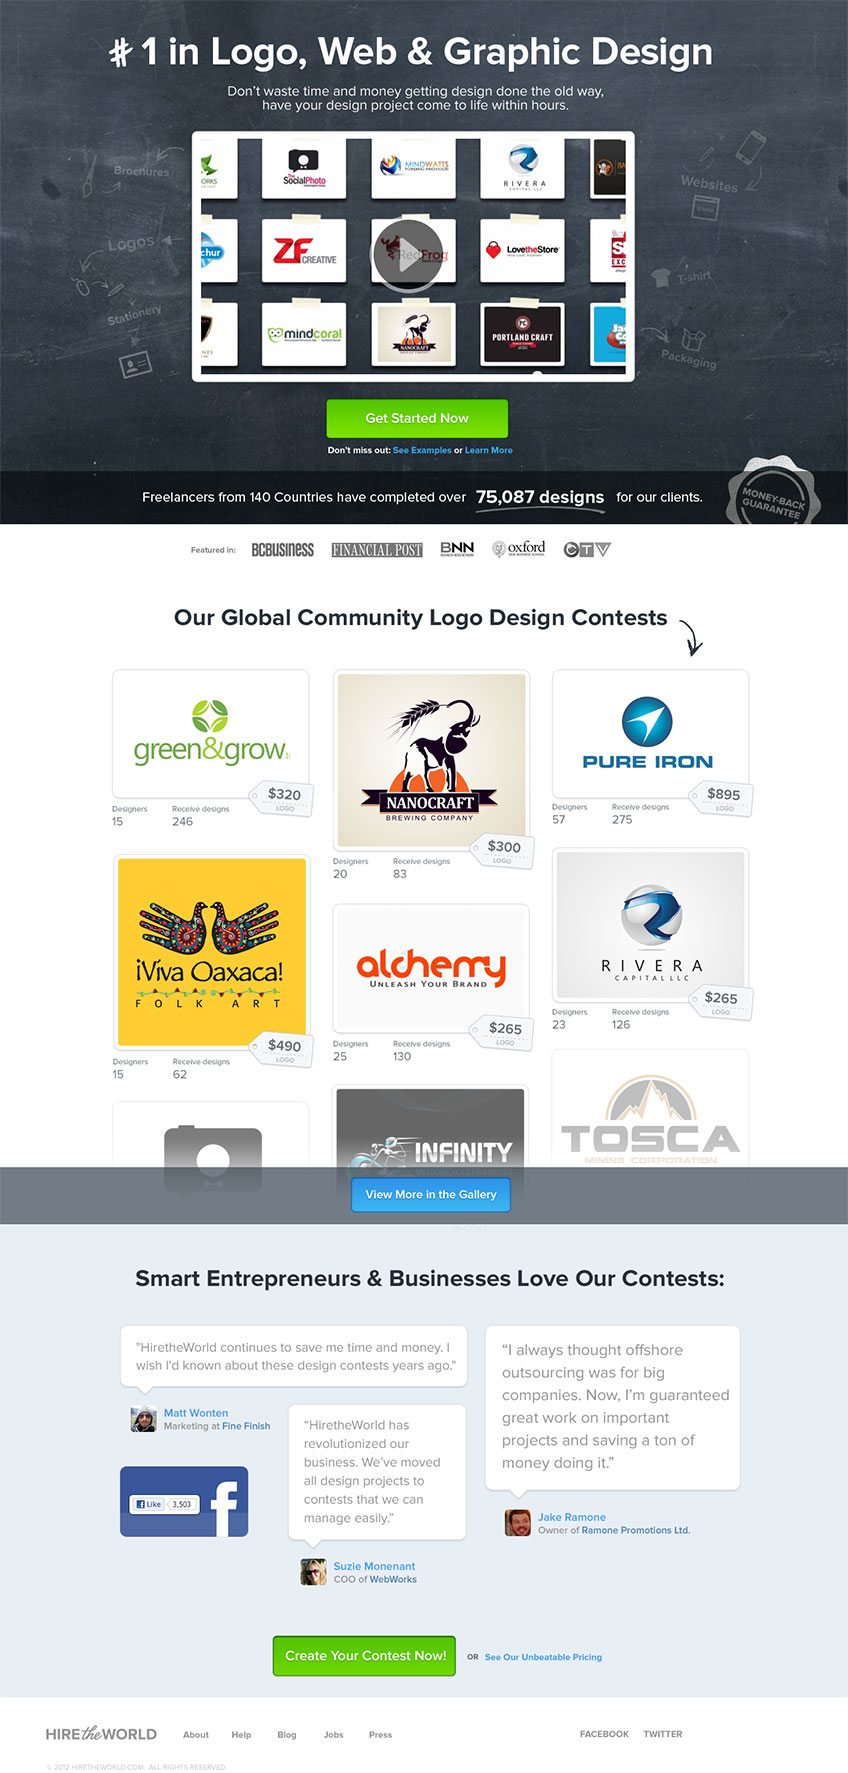 # 1 in Logo, Web & Graphic Design
Don't waste time and money getting design done the old way,
have your design project come to life within hours.
Brochures
Logos
Stationery
Websites
T-shirt
Packaging
The
SocialPhoto
MINDWATTS
POWERING INNOVATION
RIVERA
CAPITAL LLC
ZF
CREATIVE
RedFrog
LovetheStore
mindcoral
NANOCRAFT
BREWING COMPANY
PORTLAND CRAFT
Get Started Now
Don't miss out: See Examples or Learn More
Freelancers from 140 Countries have completed over 75,087 designs for our clients.
MONEY-BACK
GUARANTEE
Featured in: BCBUSINESS FINANCIAL POST BNN oxford CTV
Our Global Community Logo Design Contests
green&grow
$320
LOGO
Designers Receive designs
15 246
NANOCRAFT
BREWING COMPANY
$300
LOGO
Designers Receive designs
20 83
PURE IRON
$895
LOGO
Designers Receive designs
57 275
¡Viva Oaxaca!
FOLK ART
$490
LOGO
Designers Receive designs
15 62
alchemy
UNLEASH YOUR BRAND
$265
LOGO
Designers Receive designs
25 130
RIVERA
CAPITAL LLC
$265
LOGO
Designers Receive designs
23 126
INFINITY
MOTORCYCLE TRAINING
TOSCA
MINING CORPORATION
View More in the Gallery
Smart Entrepreneurs & Businesses Love Our Contests:
"HiretheWorld continues to save me time and money. I
wish I'd known about these design contests years ago."
Matt Wonten
Marketing at Fine Finish
Like 3,503
f
“HiretheWorld has
revolutionized our
business. We've moved
all design projects to
contests that we can
manage easily.”
Suzie Monenant
COO of WebWorks
“I always thought offshore
outsourcing was for big
companies. Now, I'm guaranteed
great work on important
projects and saving a ton of
money doing it.”
Jake Ramone
Owner of Ramone Promotions Ltd.
Create Your Contest Now! OR See Our Unbeatable Pricing
HIREtheWORLD About Help Blog Jobs Press FACEBOOK TWITTER
© 2012 HIRETHEWORLD.COM. ALL RIGHTS RESERVED.